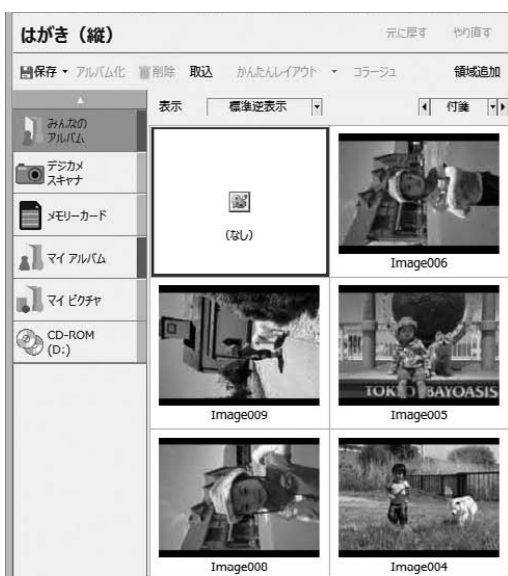 はがき（縦）
元に戻す やり直す
保存 アルバム化 削除 取込 かんたんレイアウト コラージュ 領域追加
表示 標準逆表示 付箋
みんなの
アルバム
デジカメ
スキャナ
メモリーカード
マイ アルバム
マイ ピクチャ
CD-ROM
(D:)
(なし)
Image006
TOKYO BAYOASIS
Image009
Image005
Image008
Image004